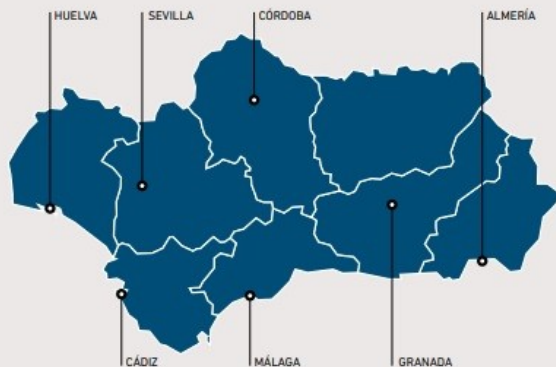 HUELVA
SEVILLA
CÓRDOBA
ALMERÍA
CÁDIZ
MÁLAGA
GRANADA